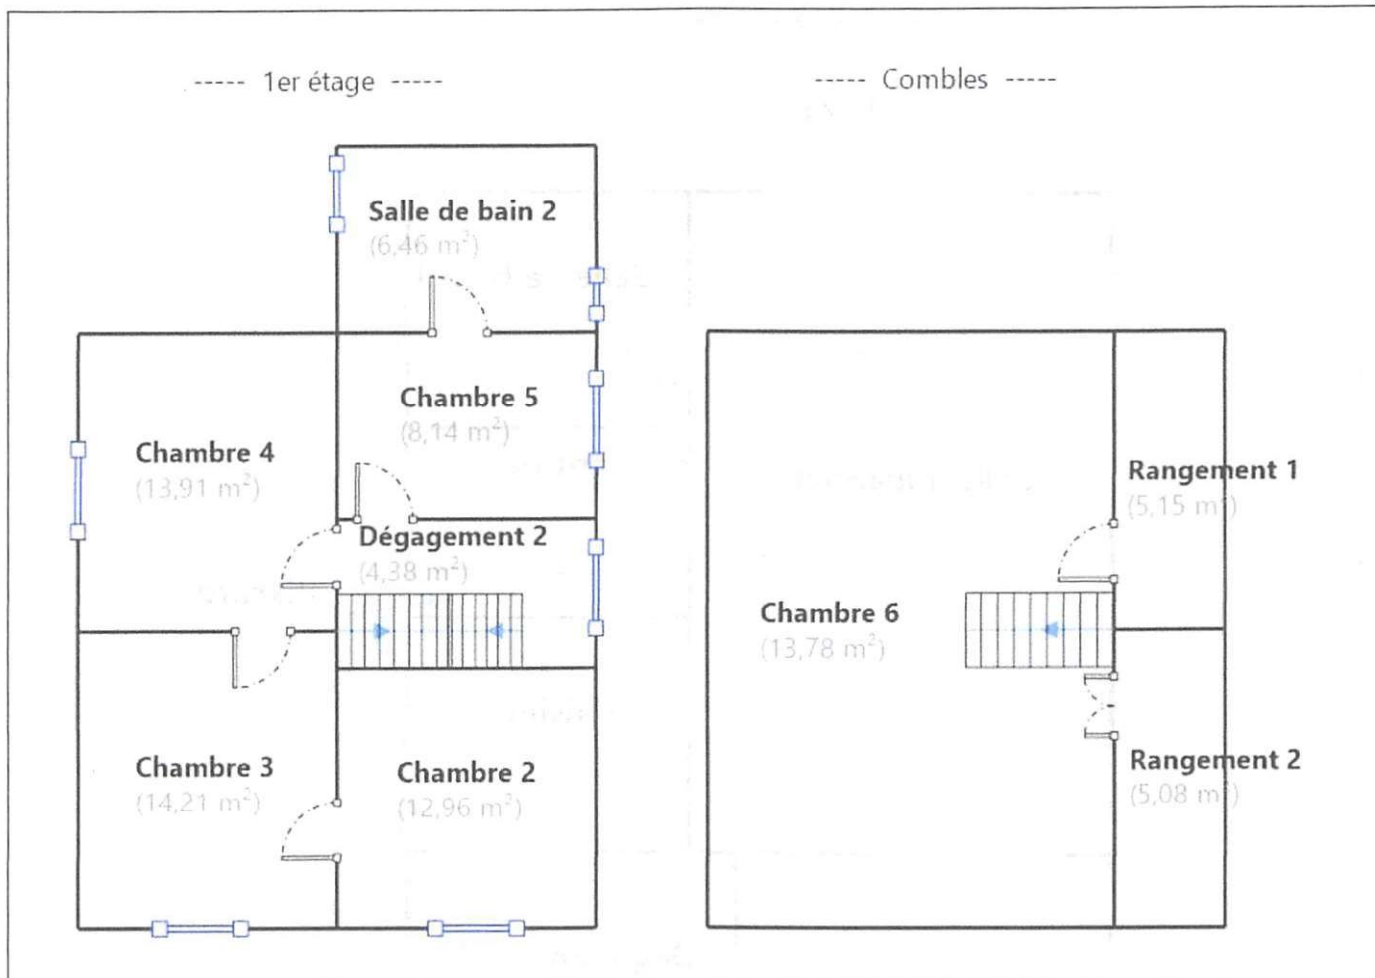 ----- 1er étage -----
----- Combles -----
Salle de bain 2
(6,46 m²)
Chambre 5
(8,14 m²)
Chambre 4
(13,91 m²)
Dégagement 2
(4,38 m²)
Chambre 3
(14,21 m²)
Chambre 2
(12,96 m²)
Rangement 1
(5,15 m²)
Chambre 6
(13,78 m²)
Rangement 2
(5,08 m²)